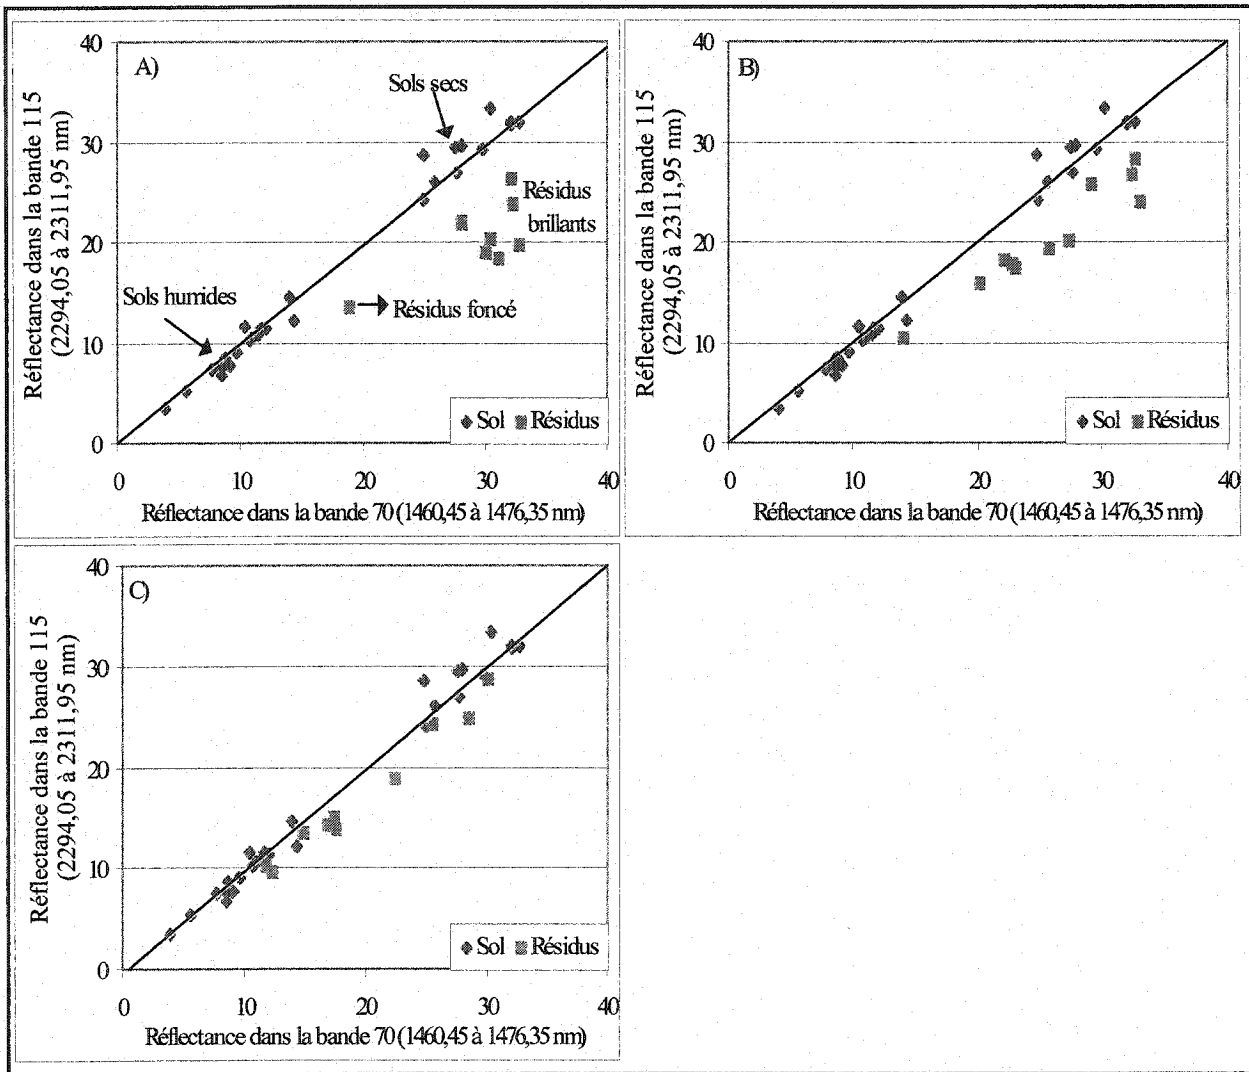 A)
Réflectance dans la bande 115
(2294,05 à 2311,95 nm)
40
30
20
10
0
Sols secs
Résidus
brillants
Sols humides
Résidus foncé
Sol
Résidus
0
10
20
30
40
Réflectance dans la bande 70 (1460,45 à 1476,35 nm)
B)
Réflectance dans la bande 115
(2294,05 à 2311,95 nm)
40
30
20
10
0
Sol
Résidus
0
10
20
30
40
Réflectance dans la bande 70 (1460,45 à 1476,35 nm)
C)
Réflectance dans la bande 115
(2294,05 à 2311,95 nm)
40
30
20
10
0
Sol
Résidus
0
10
20
30
40
Réflectance dans la bande 70 (1460,45 à 1476,35 nm)